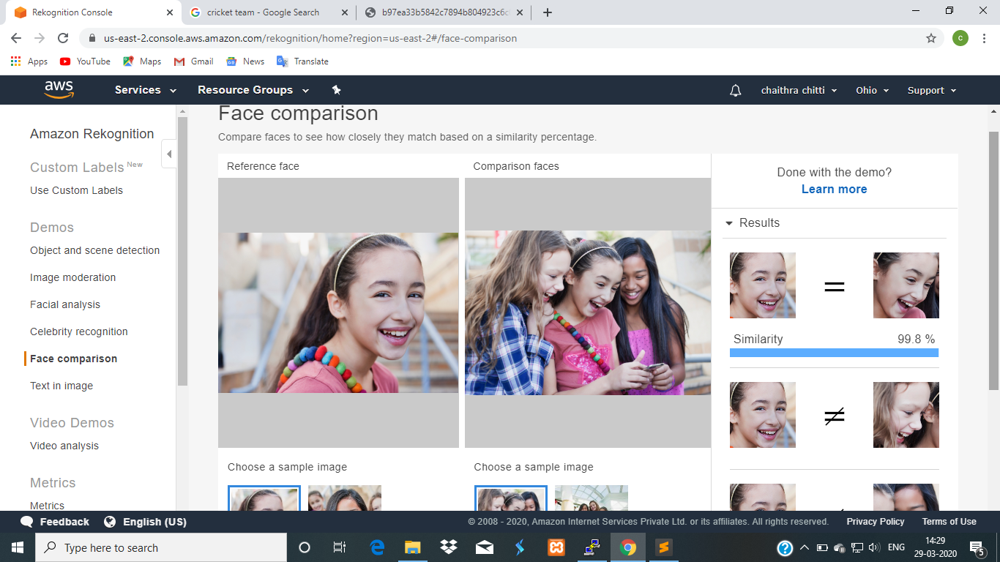 Rekognition Console
cricket team - Google Search
us-east-2.console.aws.amazon.com/rekognition/home?region=us-east-2#/face-comparison
c
Apps
YouTube
Maps
Gmail
News
Translate
aws
Services
Resource Groups
chaithra chitti
Ohio
Support
Amazon Rekognition
Custom Labels New
Use Custom Labels
Demos
Object and scene detection
Image moderation
Facial analysis
Celebrity recognition
Face comparison
Text in image
Video Demos
Video analysis
Metrics
Metrics
Face comparison
Compare faces to see how closely they match based on a similarity percentage.
Reference face
Comparison faces
Choose a sample image
Choose a sample image
Done with the demo?
Learn more
Results
=
Similarity 99.8 %
≠
Feedback
English (US)
© 2008 - 2020, Amazon Internet Services Private Ltd. or its affiliates. All rights reserved.
Privacy Policy
Terms of Use
Type here to search
ENG
14:29
29-03-2020
5